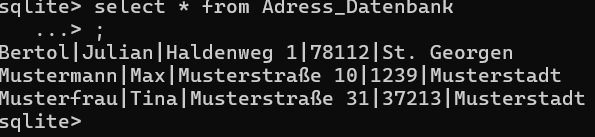 sqlite> select * from Adress_Datenbank
...> ;
Bertol|Julian|Haldenweg 1|78112|St. Georgen
Mustermann|Max|Musterstraße 10|1239|Musterstadt
Musterfrau|Tina|Musterstraße 31|37213|Musterstadt
sqlite>